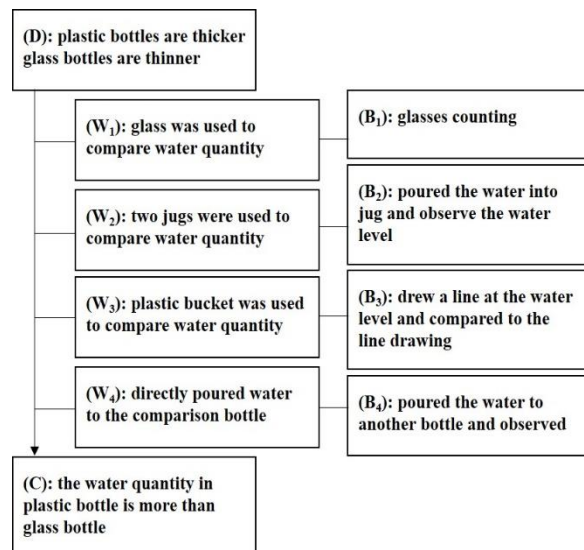 (D): plastic bottles are thicker
glass bottles are thinner
(W₁): glass was used to
compare water quantity
(B₁): glasses counting
(W₂): two jugs were used to
compare water quantity
(B₂): poured the water into
jug and observe the water
level
(W₃): plastic bucket was used
to compare water quantity
(B₃): drew a line at the water
level and compared to the
line drawing
(W₄): directly poured water
to the comparison bottle
(B₄): poured the water to
another bottle and observed
(C): the water quantity in
plastic bottle is more than
glass bottle